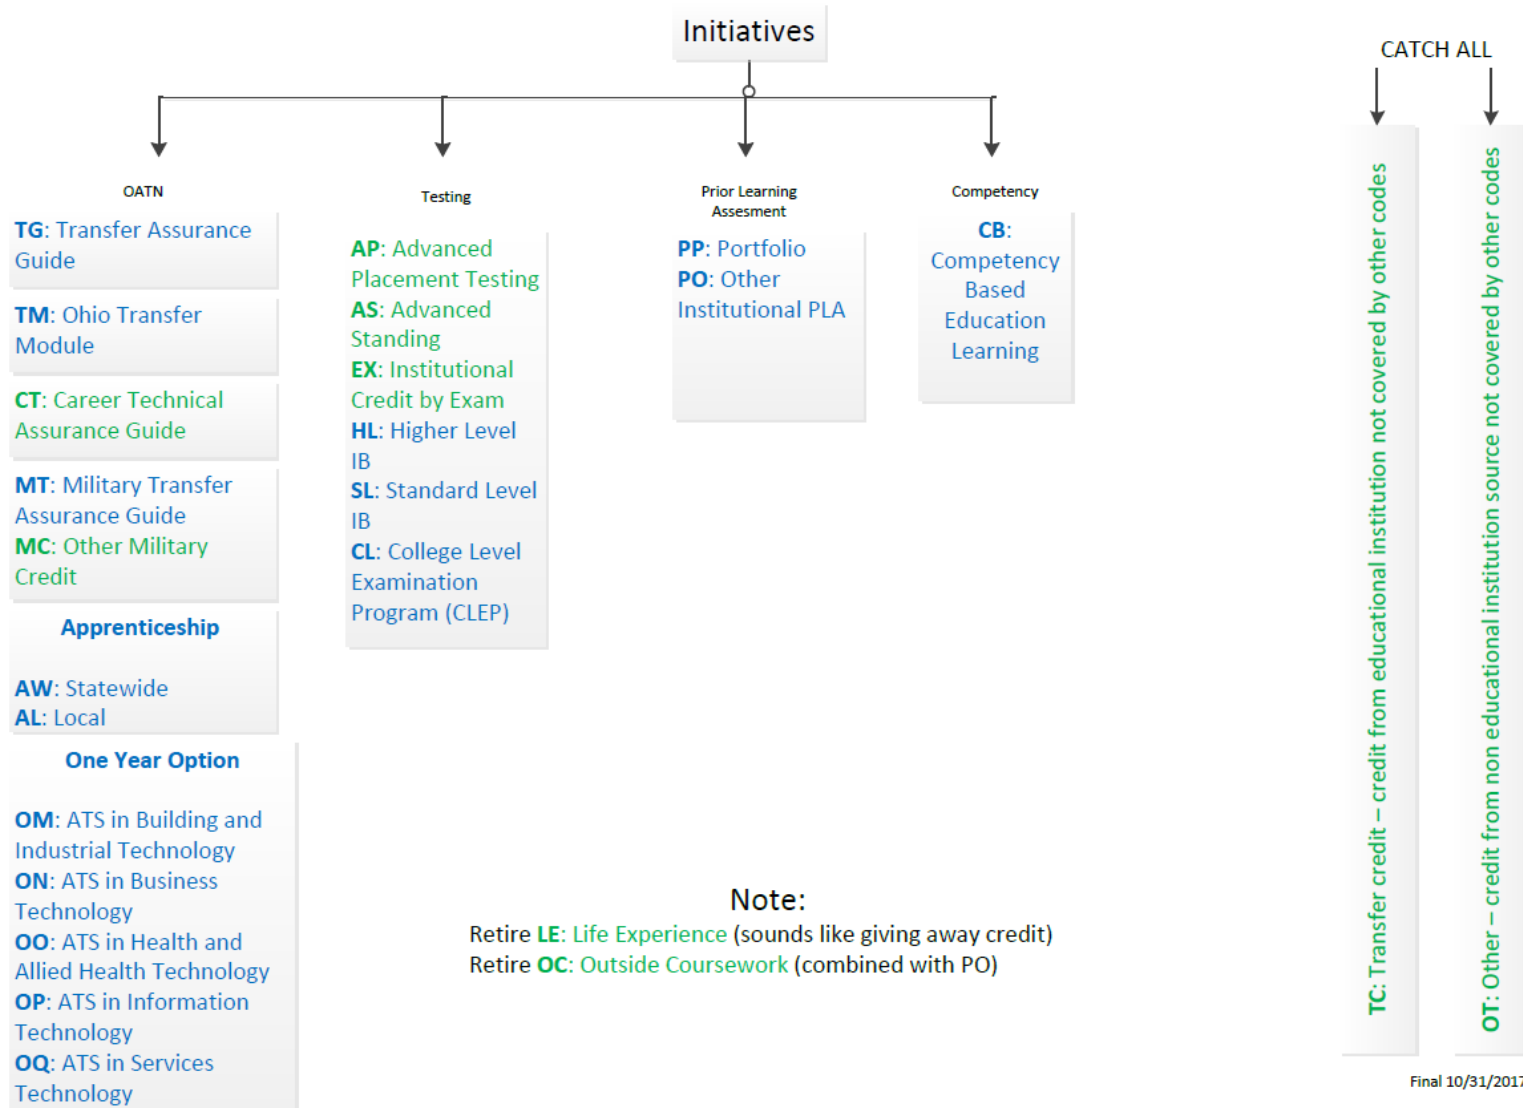 Initiatives
OATN
TG: Transfer Assurance
Guide
TM: Ohio Transfer
Module
CT: Career Technical
Assurance Guide
MT: Military Transfer
Assurance Guide
MC: Other Military
Credit
Apprenticeship
AW: Statewide
AL: Local
One Year Option
OM: ATS in Building and
Industrial Technology
ON: ATS in Business
Technology
OO: ATS in Health and
Allied Health Technology
OP: ATS in Information
Technology
OQ: ATS in Services
Technology
Testing
AP: Advanced
Placement Testing
AS: Advanced
Standing
EX: Institutional
Credit by Exam
HL: Higher Level
IB
SL: Standard Level
IB
CL: College Level
Examination
Program (CLEP)
Prior Learning
Assesment
PP: Portfolio
PO: Other
Institutional PLA
Competency
CB:
Competency
Based
Education
Learning
Note:
Retire LE: Life Experience (sounds like giving away credit)
Retire OC: Outside Coursework (combined with PO)
CATCH ALL
TC: Transfer credit – credit from educational institution not covered by other codes
OT: Other – credit from non educational institution source not covered by other codes
Final 10/31/2017